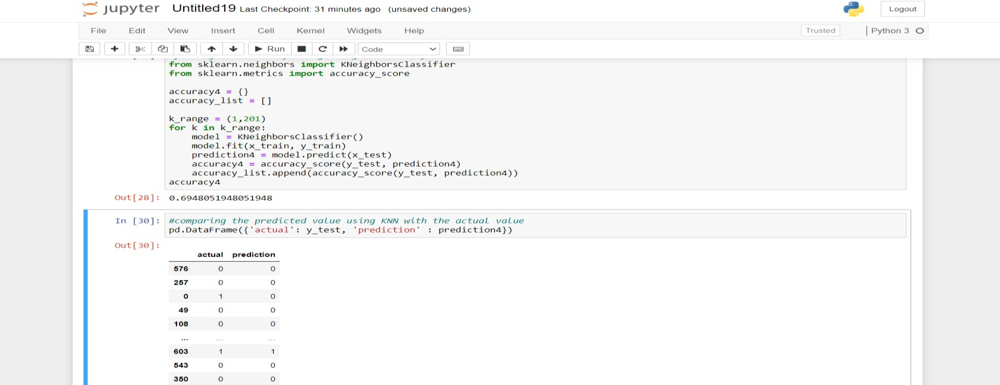 jupyter Untitled19 Last Checkpoint: 31 minutes ago (unsaved changes)
Logout
File Edit View Insert Cell Kernel Widgets Help
Trusted
Python 3
Run
Code
from sklearn.neighbors import KNeighborsClassifier
from sklearn.metrics import accuracy_score
accuracy4 = {}
accuracy_list = []
k_range = (1,201)
for k in k_range:
    model = KNeighborsClassifier()
    model.fit(x_train, y_train)
    prediction4 = model.predict(x_test)
    accuracy4 = accuracy_score(y_test, prediction4)
    accuracy_list.append(accuracy_score(y_test, prediction4))
accuracy4
Out[28]: 0.6948051948051948
In [30]: #comparing the predicted value using KNN with the actual value
pd.DataFrame({'actual': y_test, 'prediction' : prediction4})
Out[30]:
actual prediction
576 0 0
257 0 0
0 1 0
49 0 0
108 0 0
... ... ...
603 1 1
543 0 0
350 0 0